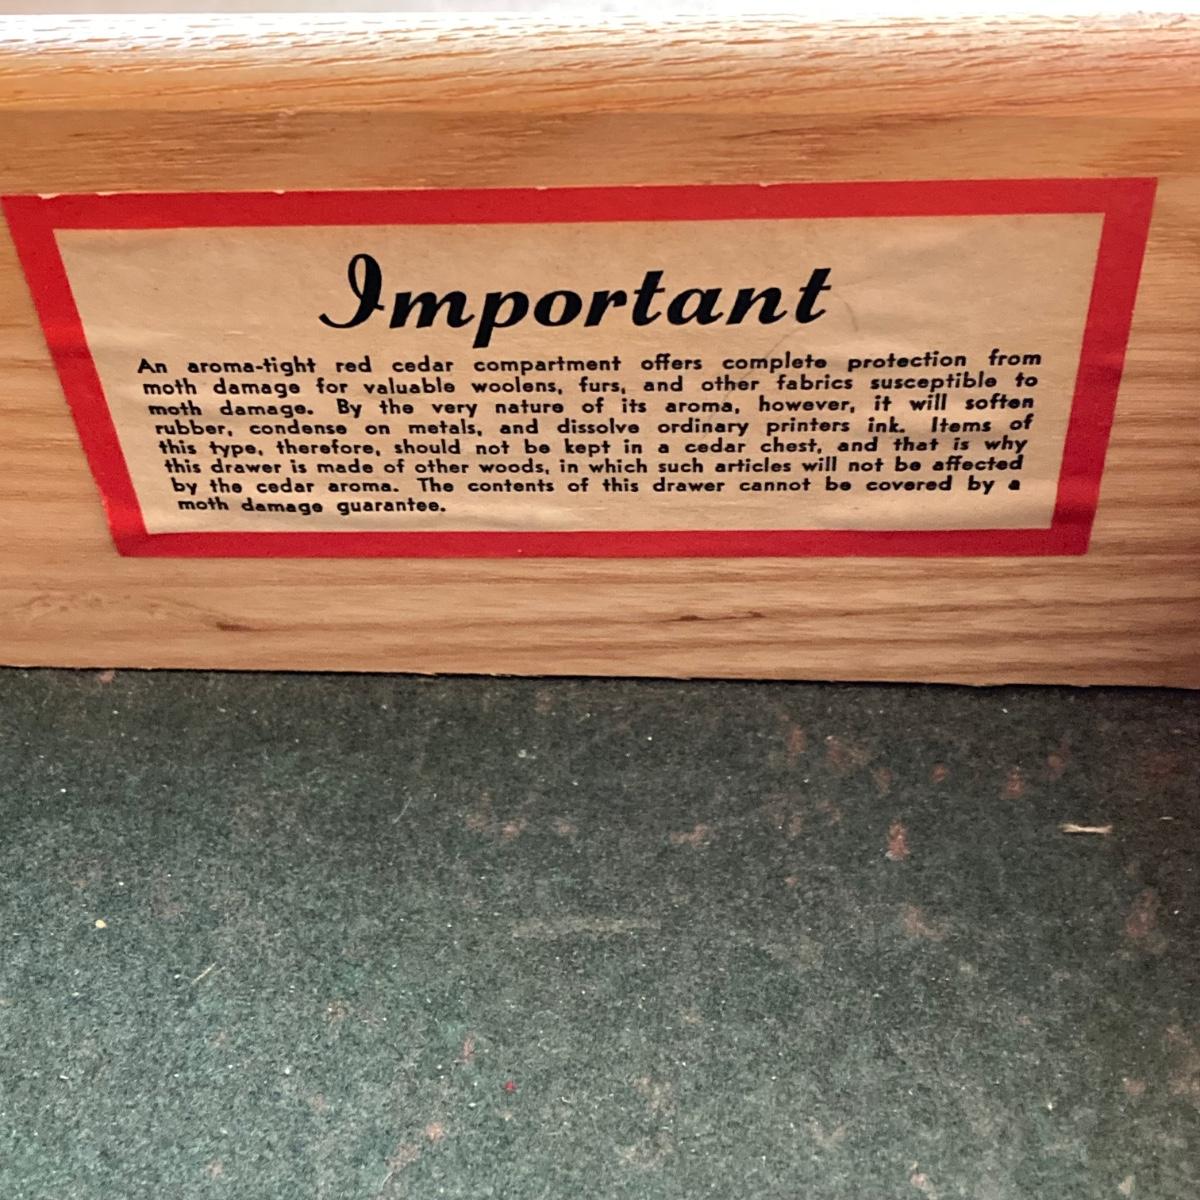 Important
An aroma-tight red cedar compartment offers complete protection from
moth damage for valuable woolens, furs, and other fabrics susceptible to
moth damage. By the very nature of its aroma, however, it will soften
rubber, condense on metals, and dissolve ordinary printers ink. Items of
this type, therefore, should not be kept in a cedar chest, and that is why
this drawer is made of other woods, in which such articles will not be affected
by the cedar aroma. The contents of this drawer cannot be covered by a
moth damage guarantee.